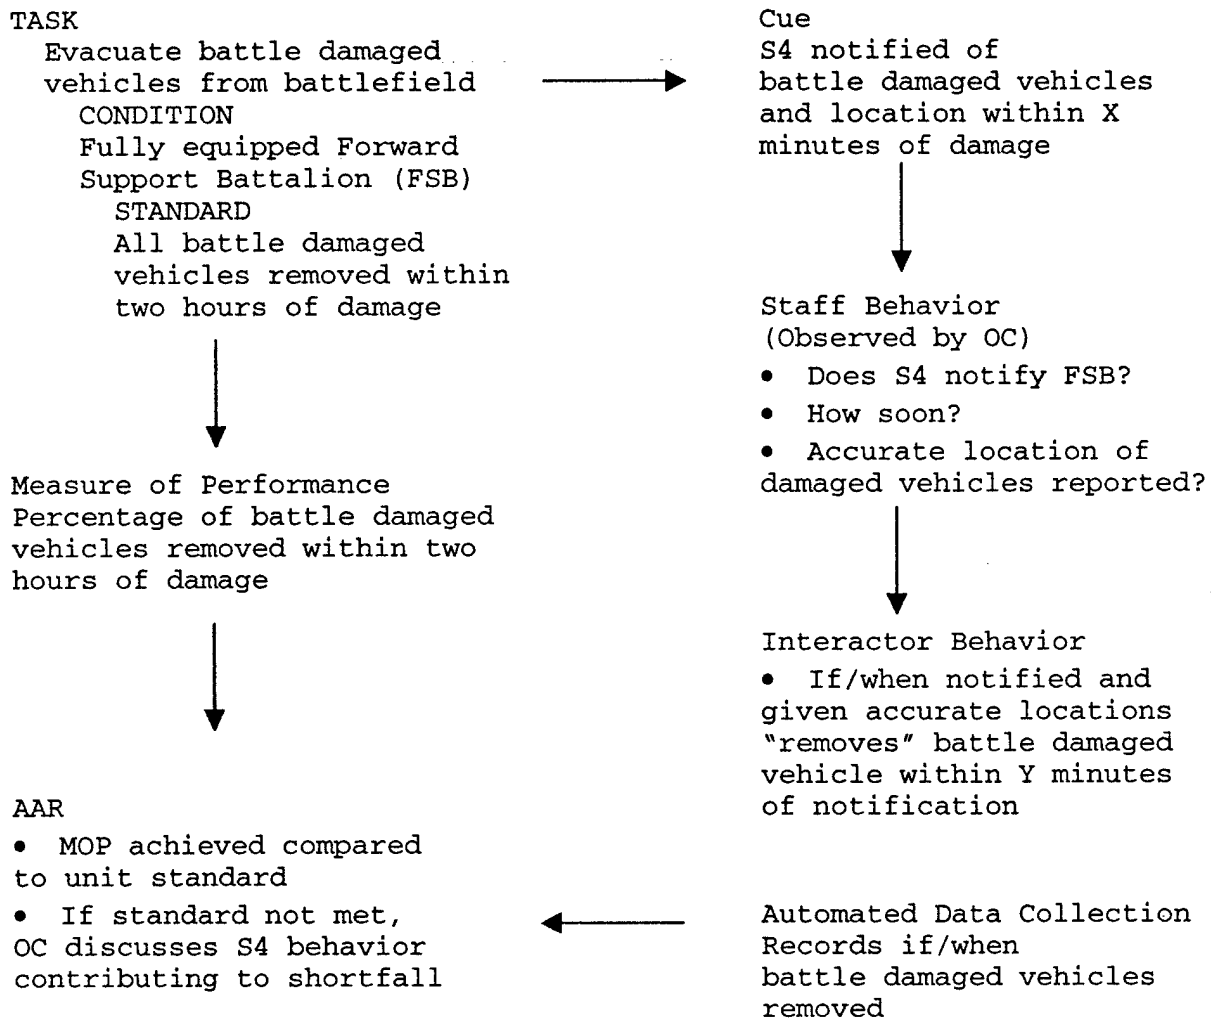 TASK
Evacuate battle damaged
vehicles from battlefield
CONDITION
Fully equipped Forward
Support Battalion (FSB)
STANDARD
All battle damaged
vehicles removed within
two hours of damage
Measure of Performance
Percentage of battle damaged
vehicles removed within two
hours of damage
AAR
• MOP achieved compared
to unit standard
• If standard not met,
OC discusses S4 behavior
contributing to shortfall
Cue
S4 notified of
battle damaged vehicles
and location within X
minutes of damage
Staff Behavior
(Observed by OC)
• Does S4 notify FSB?
• How soon?
• Accurate location of
damaged vehicles reported?
Interactor Behavior
• If/when notified and
given accurate locations
"removes" battle damaged
vehicle within Y minutes
of notification
Automated Data Collection
Records if/when
battle damaged vehicles
removed